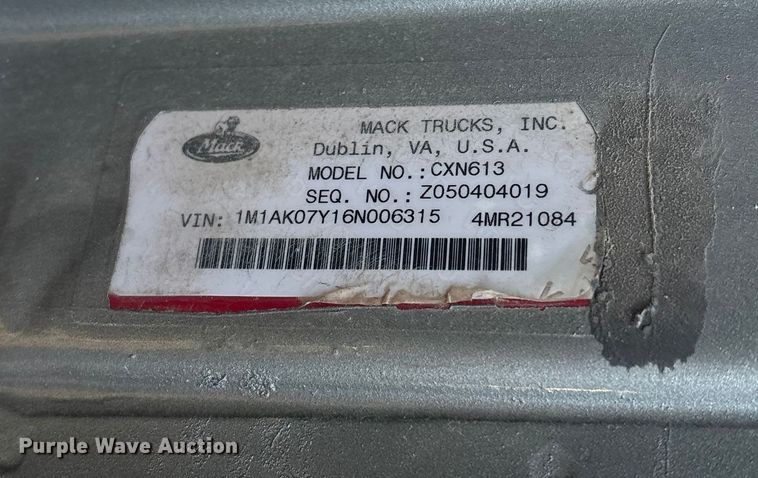 Mack
MACK TRUCKS, INC.
Dublin, VA, U.S.A.
MODEL NO.: CXN613
SEQ. NO.: Z050404019
VIN: 1M1AK07Y16N006315 4MR21084
Purple Wave Auction